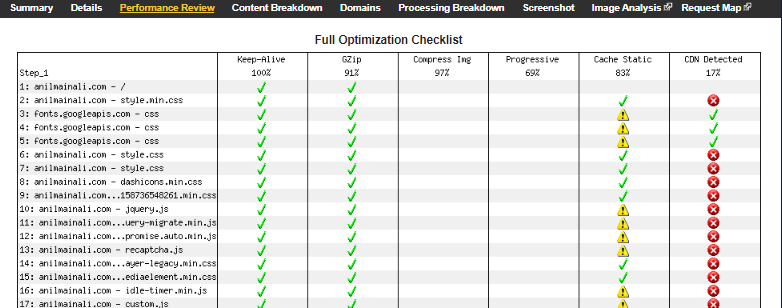 Summary Details Performance Review Content Breakdown Domains Processing Breakdown Screenshot Image Analysis Request Map
Full Optimization Checklist
Keep-Alive GZip Compress Img Progressive Cache Static CDN Detected
Step_1 100% 91% 97% 69% 83% 17%
1: anilmainali.com - /
2: anilmainali.com - style.min.css
3: fonts.googleapis.com - css
4: fonts.googleapis.com - css
5: fonts.googleapis.com - css
6: anilmainali.com - style.css
7: anilmainali.com - style.css
8: anilmainali.com - dashicons.min.css
9: anilmainali.com...158736548261.min.css
10: anilmainali.com - jquery.js
11: anilmainali.com...uery-migrate.min.js
12: anilmainali.com...promise.auto.min.js
13: anilmainali.com - recaptcha.js
14: anilmainali.com...ayer-legacy.min.css
15: anilmainali.com...ediaelement.min.css
16: anilmainali.com - idle-timer.min.js
17: anilmainali.com - custom.js